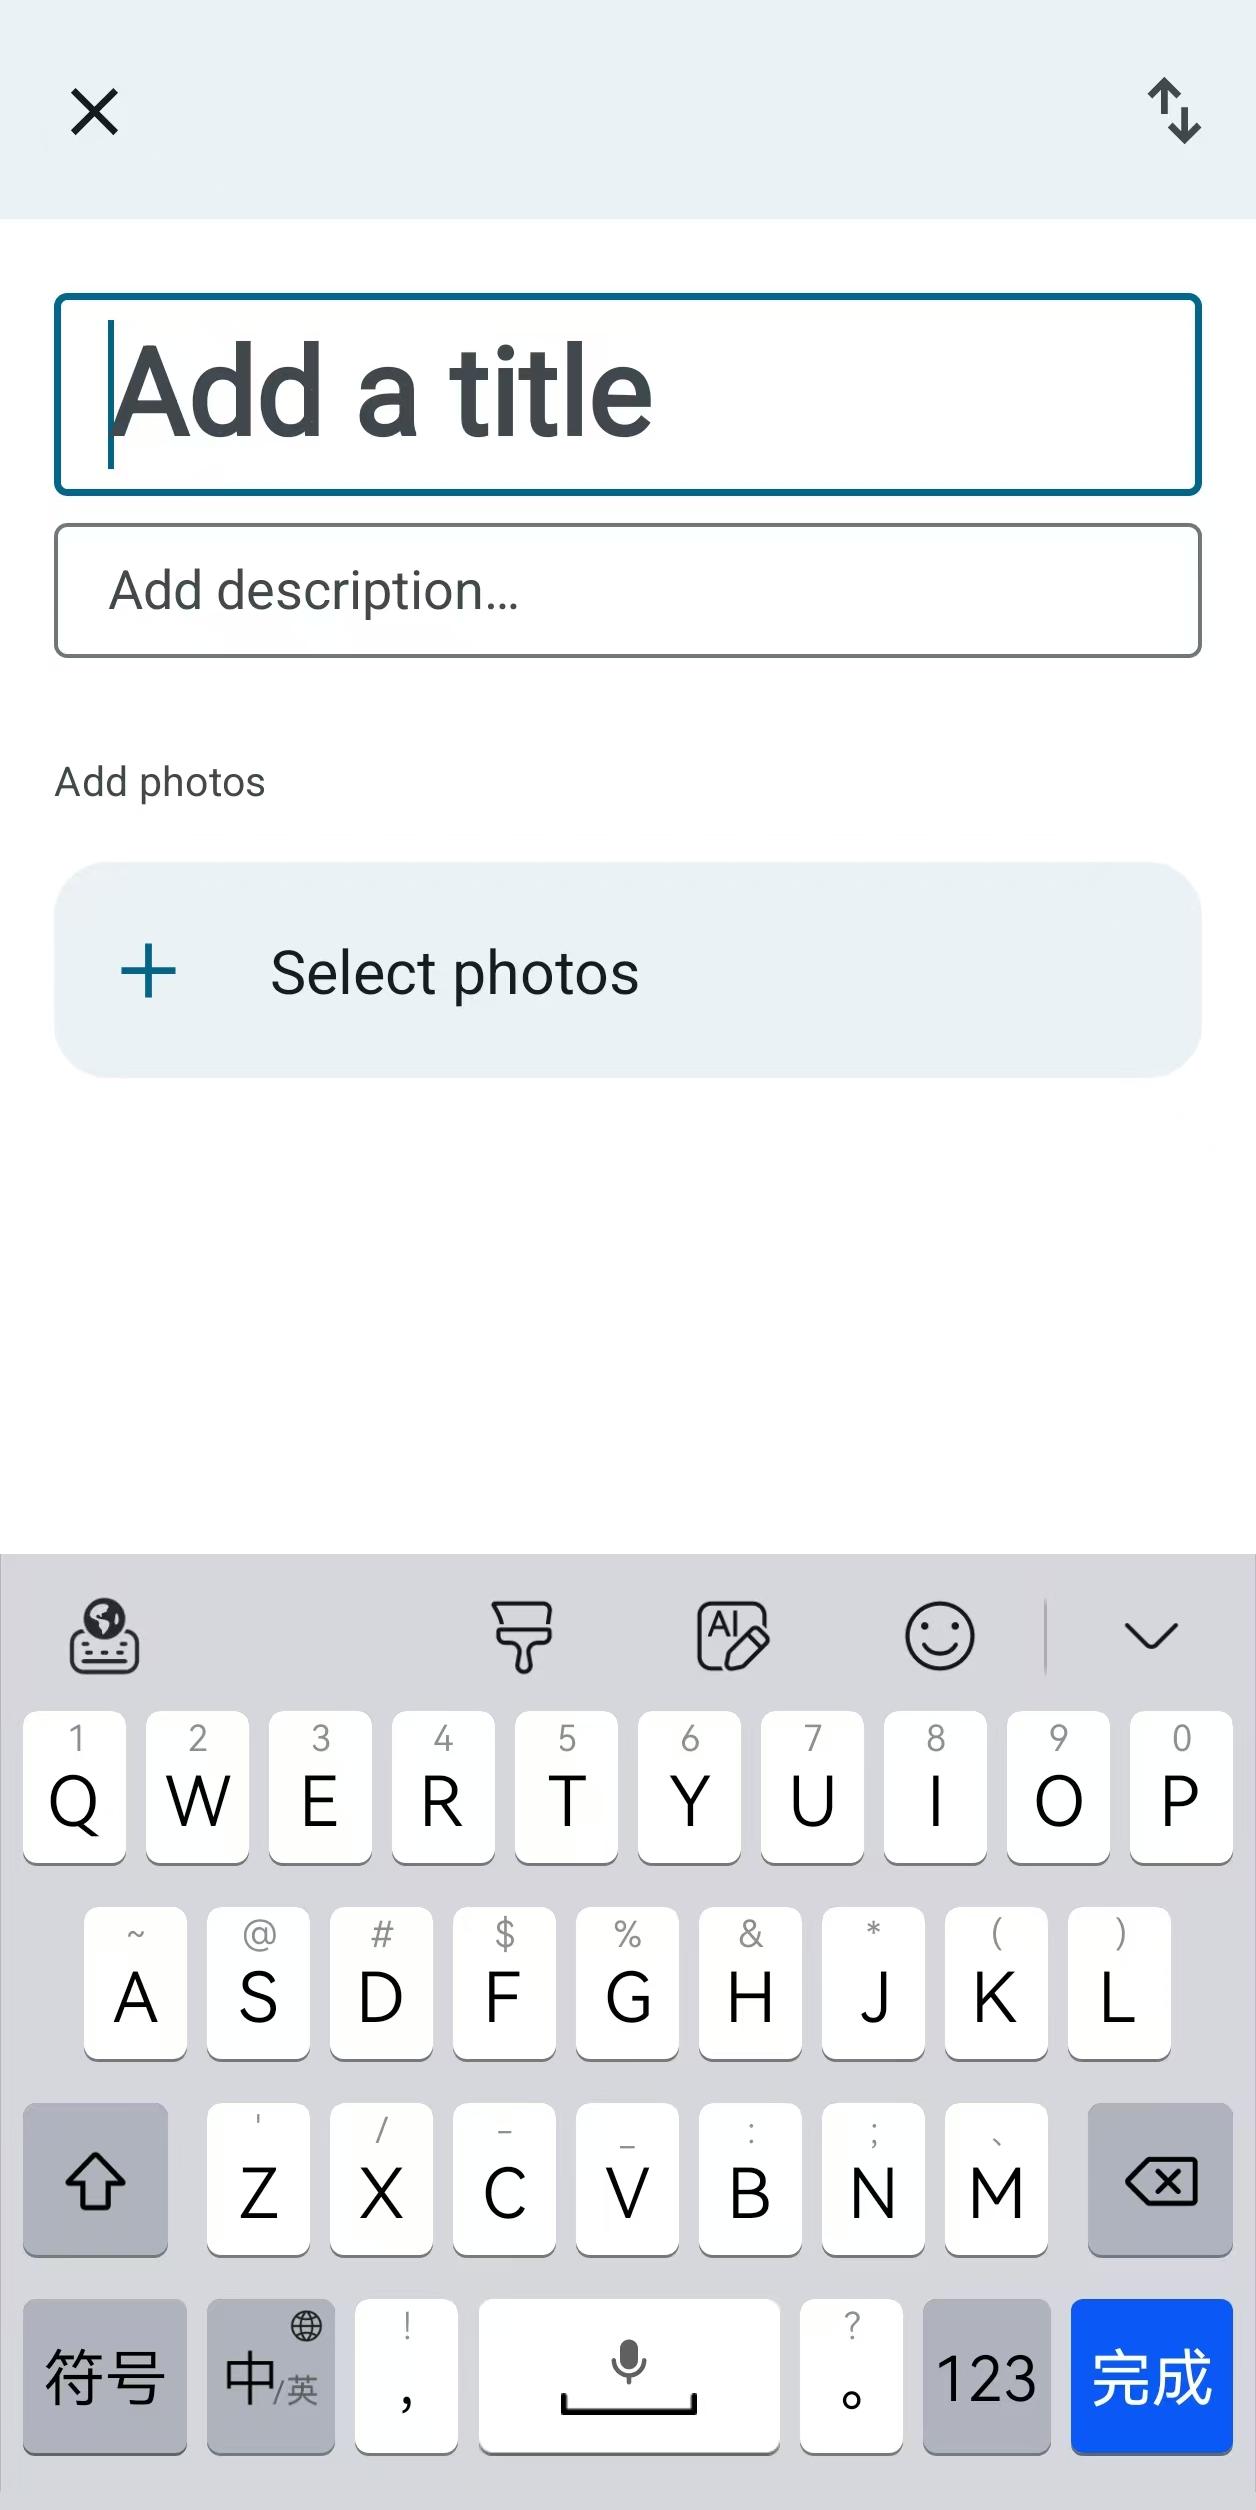 Add a title
Add description...
Add photos
Select photos
AI
1 2 3 4 5 6 7 8 9 0
Q W E R T Y U I O P
~ @ # $ % & * ( )
A S D F G H J K L
' / - _ : ; 、
Z X C V B N M
! ?
符号 中/英 , 。 123 完成